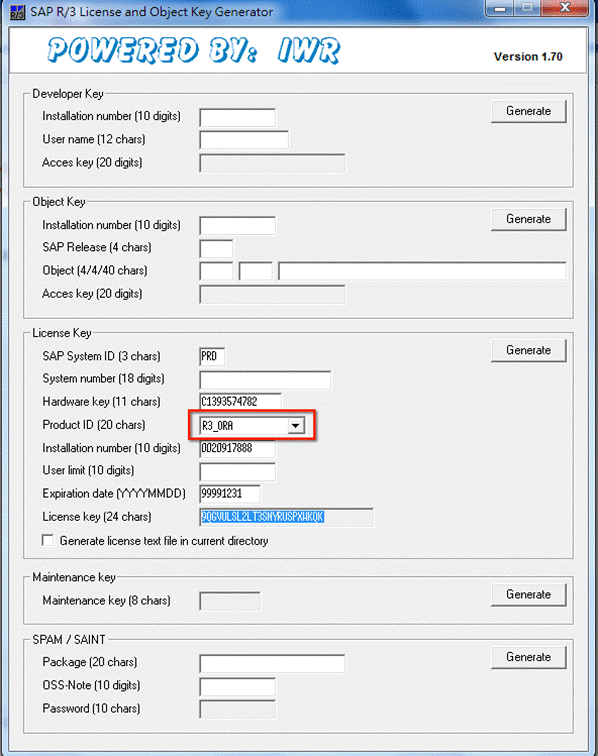 SAP R/3 License and Object Key Generator
POWERED BY: IWR
Version 1.70
Developer Key
Installation number (10 digits)
Generate
User name (12 chars)
Acces key (20 digits)
Object Key
Installation number (10 digits)
Generate
SAP Release (4 chars)
Object (4/4/40 chars)
Acces key (20 digits)
License Key
SAP System ID (3 chars) PRD
Generate
System number (18 digits)
Hardware key (11 chars) C1393574782
Product ID (20 chars) R3_ORA
Installation number (10 digits) 0020917888
User limit (10 digits)
Expiration date (YYYYMMDD) 99991231
License key (24 chars) 9QGVULSL2LT3SNYRUSPXWKQK
Generate license text file in current directory
Maintenance key
Maintenance key (8 chars)
Generate
SPAM / SAINT
Package (20 chars)
Generate
OSS-Note (10 digits)
Password (10 chars)